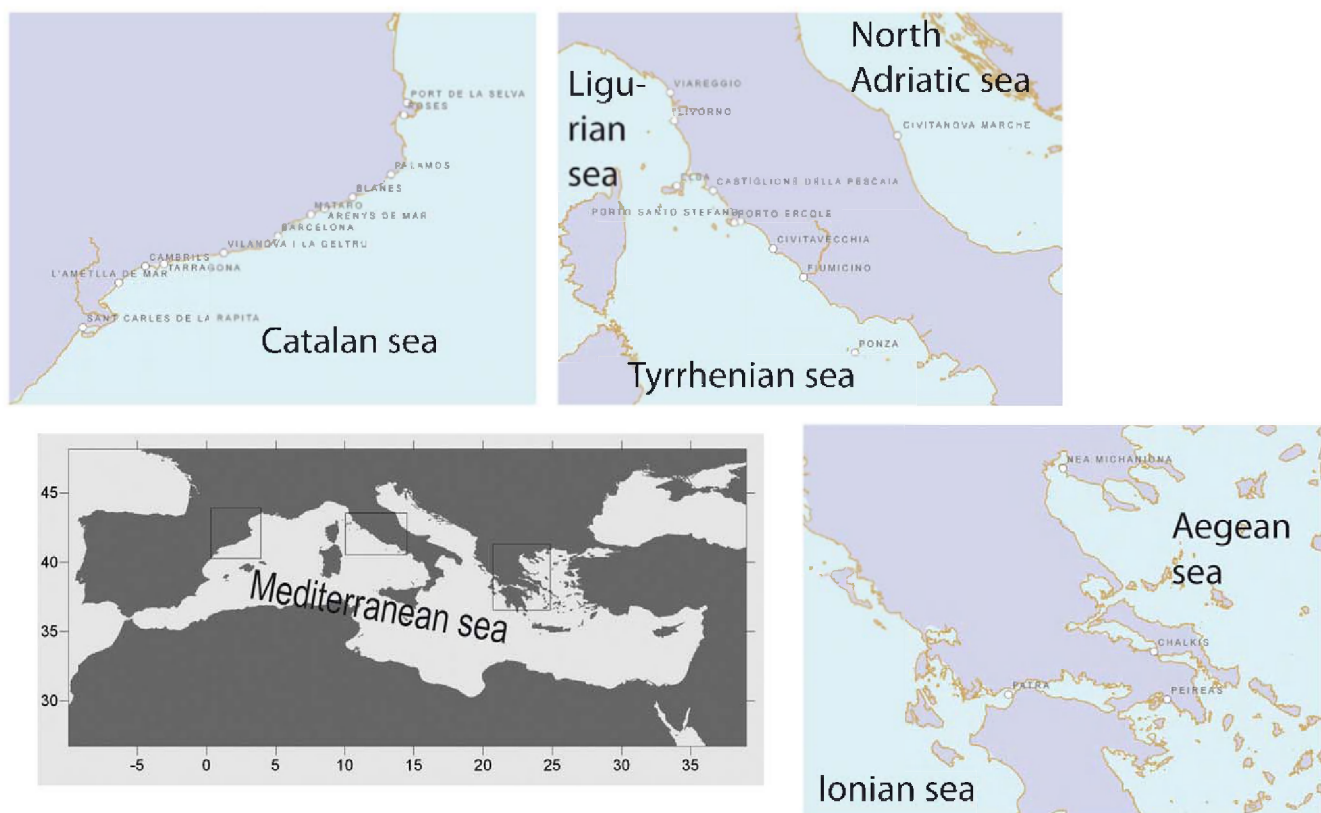 PORT DE LA SELVA
ROSES
PALAMOS
BLANES
MATARO
ARENYS DE MAR
BARCELONA
VILANOVA I LA GELTRU
CAMBRILS
L'AMETLLA DE MAR
TARRAGONA
SANT CARLES DE LA RAPITA
Catalan sea
North
Adriatic sea
Ligu-
rian
sea
VIAREGGIO
LIVORNO
CIVITANOVA MARCHE
ELBA
CASTIGLIONE DELLA PESCAIA
PORTO SANTO STEFANO
PORTO ERCOLE
CIVITAVECCHIA
FIUMICINO
PONZA
Tyrrhenian sea
45
40
35
30
-5 0 5 10 15 20 25 30 35
Mediterranean sea
NEA MICHANIONA
Aegean
sea
CHALKIS
PATRA
PEIREAS
Ionian sea